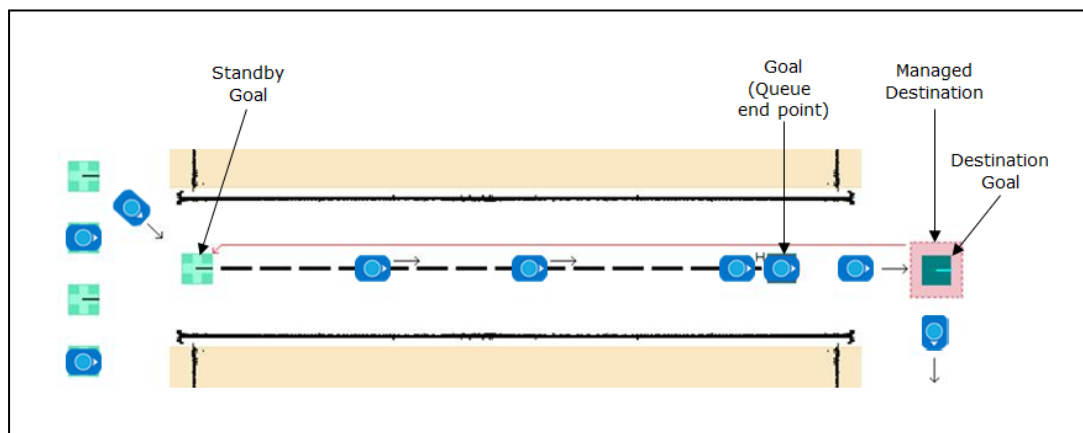 Standby
Goal
Goal
(Queue
end point)
Managed
Destination
Destination
Goal
H